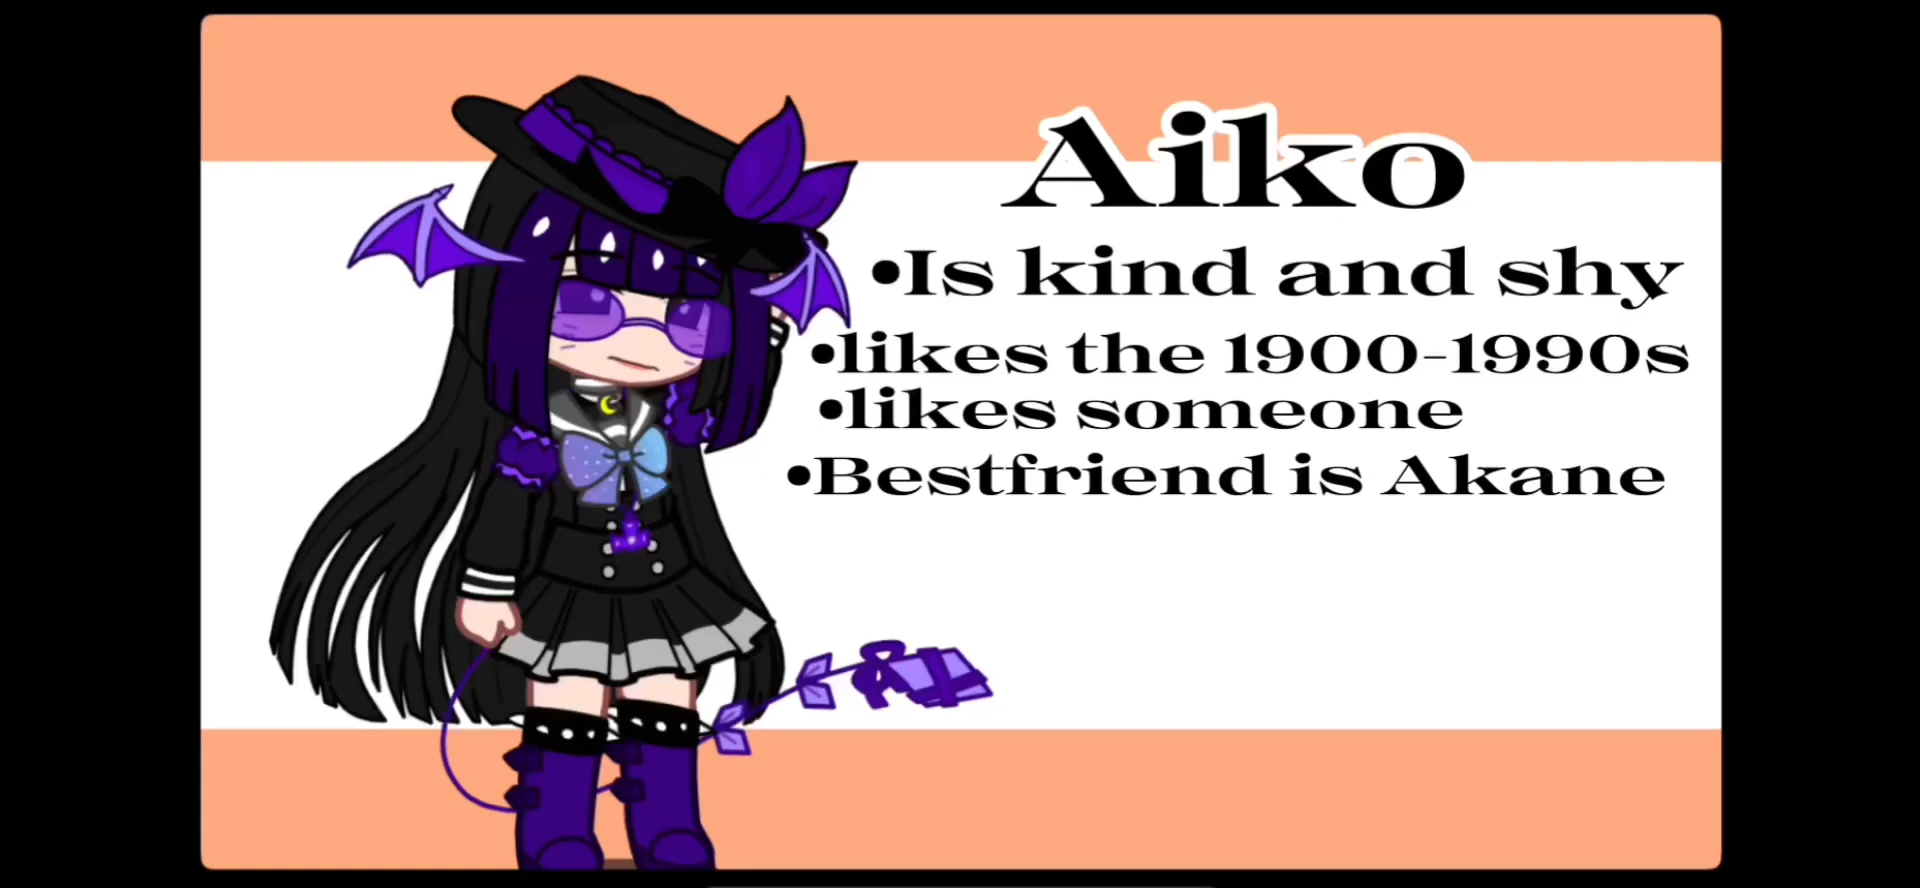 Aiko
•Is kind and shy
•likes the 1900-1990s
•likes someone
•Bestfriend is Akane